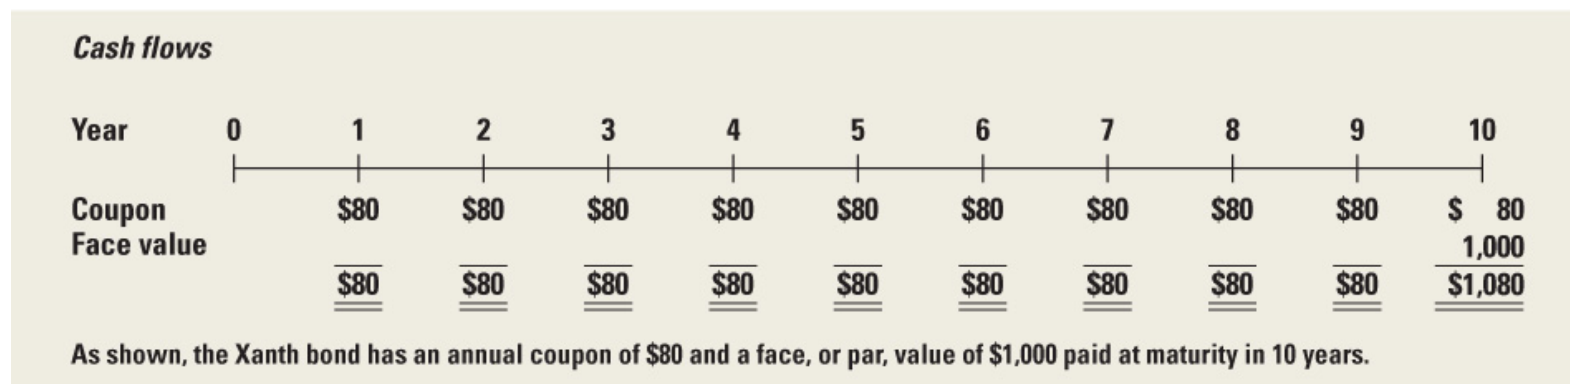 Cash flows
Year 0 1 2 3 4 5 6 7 8 9 10
Coupon $80 $80 $80 $80 $80 $80 $80 $80 $80 $ 80
Face value 1,000
$80 $80 $80 $80 $80 $80 $80 $80 $80 $1,080
As shown, the Xanth bond has an annual coupon of $80 and a face, or par, value of $1,000 paid at maturity in 10 years.